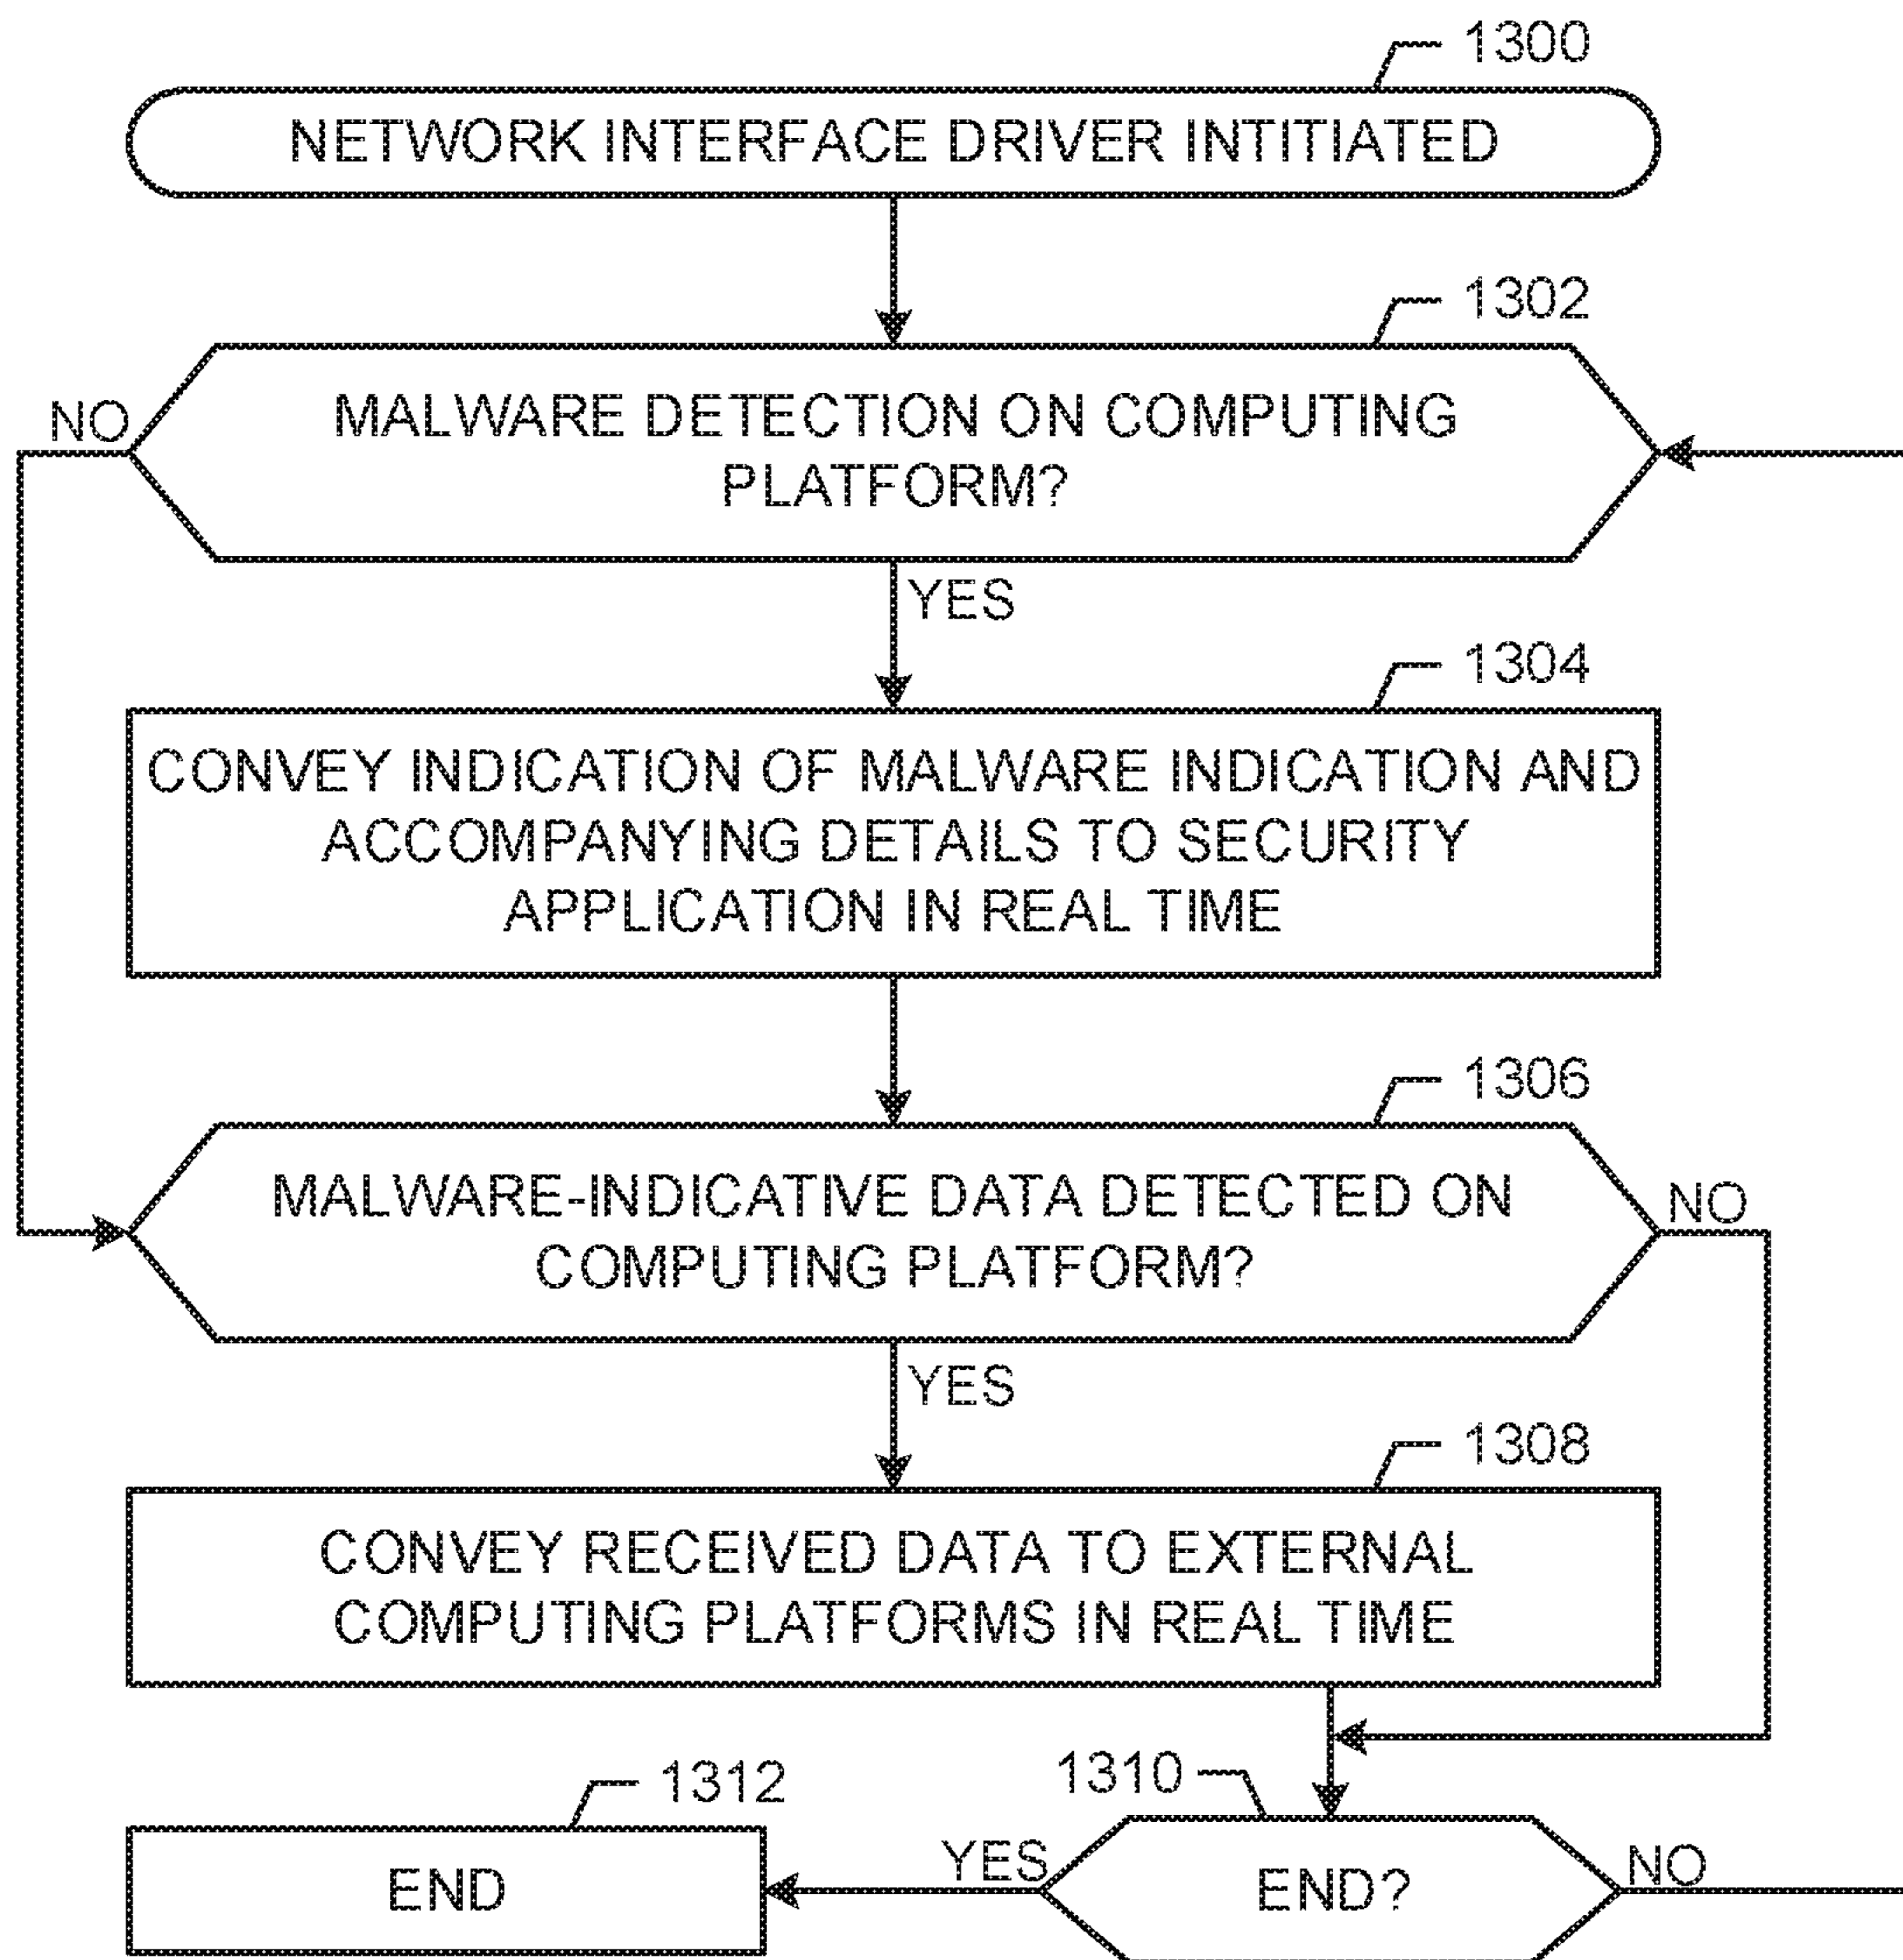 1300
NETWORK INTERFACE DRIVER INTITIATED
1302
NO
MALWARE DETECTION ON COMPUTING
PLATFORM?
YES
1304
CONVEY INDICATION OF MALWARE INDICATION AND
ACCOMPANYING DETAILS TO SECURITY
APPLICATION IN REAL TIME
1306
MALWARE-INDICATIVE DATA DETECTED ON
COMPUTING PLATFORM?
NO
YES
1308
CONVEY RECEIVED DATA TO EXTERNAL
COMPUTING PLATFORMS IN REAL TIME
1312
1310
END
YES
END?
NO